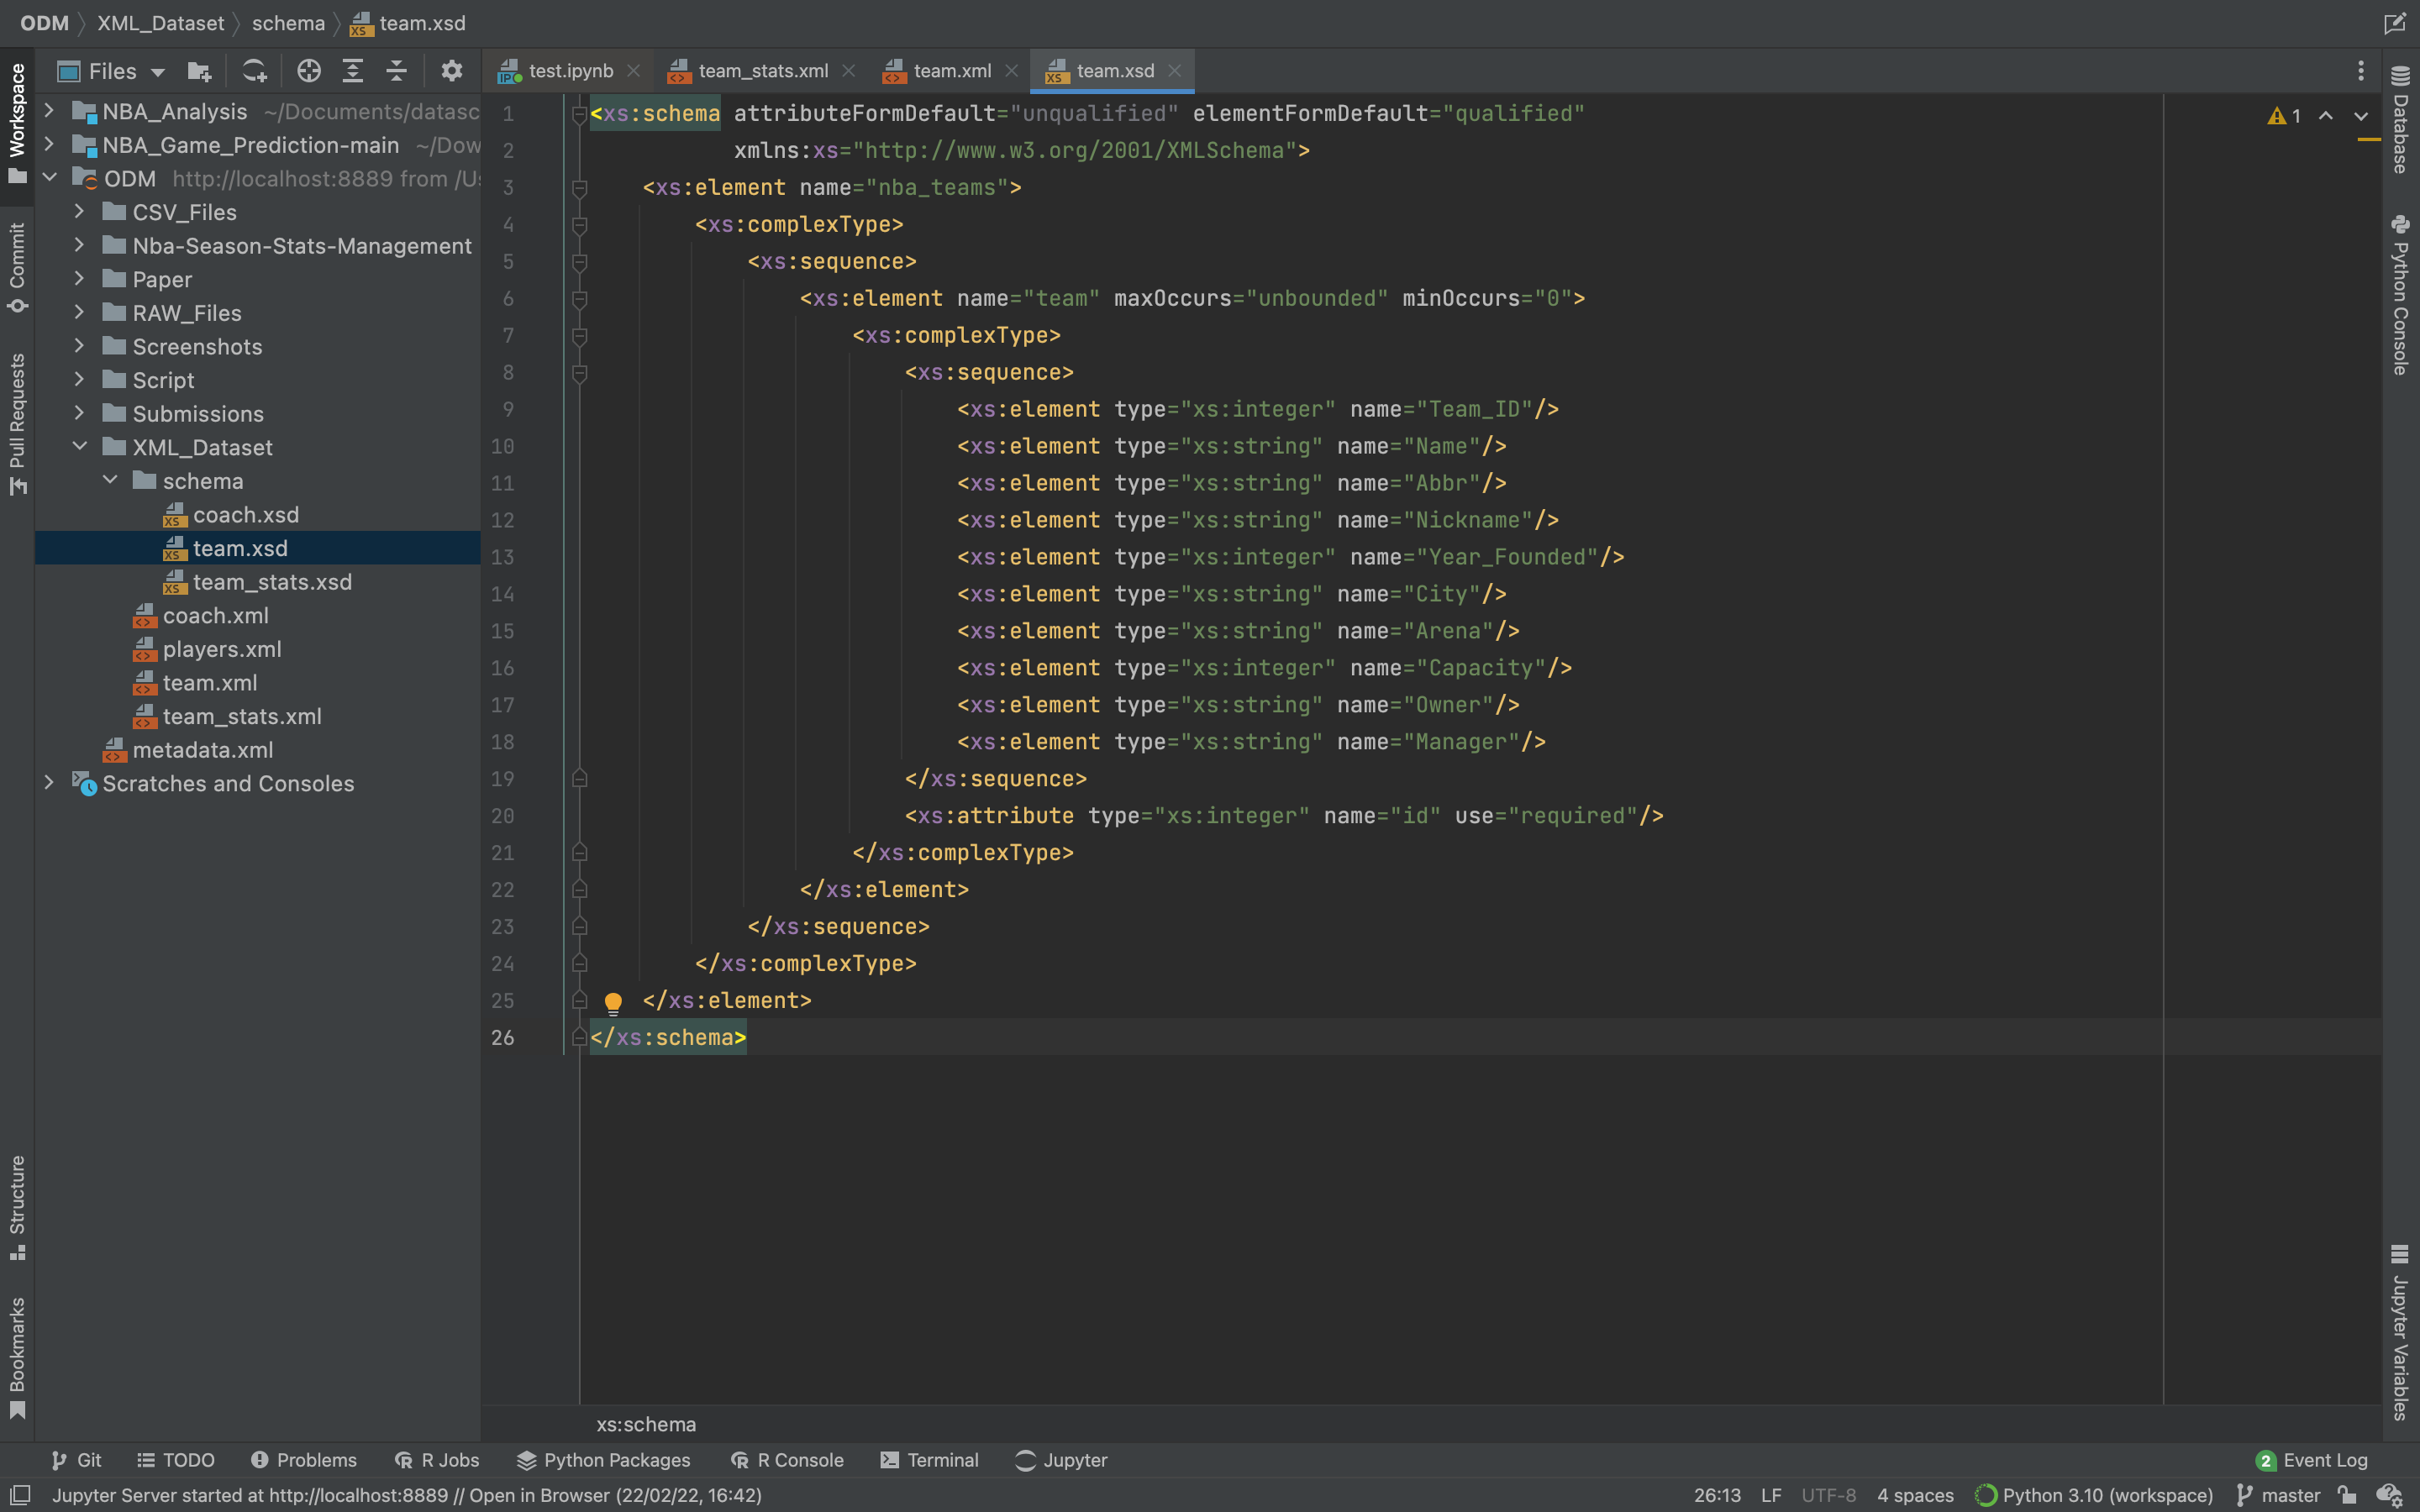 ODM XML_Dataset schema team.xsd
Files
test.ipynb team_stats.xml team.xml team.xsd
Workspace
Commit
Pull Requests
Structure
Bookmarks
NBA_Analysis ~/Documents/datasc
NBA_Game_Prediction-main ~/Dow
ODM http://localhost:8889 from /Us
CSV_Files
Nba-Season-Stats-Management
Paper
RAW_Files
Screenshots
Script
Submissions
XML_Dataset
schema
coach.xsd
team.xsd
team_stats.xsd
coach.xml
players.xml
team.xml
team_stats.xml
metadata.xml
Scratches and Consoles
1 <xs:schema attributeFormDefault="unqualified" elementFormDefault="qualified"
2 xmlns:xs="http://www.w3.org/2001/XMLSchema">
3 <xs:element name="nba_teams">
4 <xs:complexType>
5 <xs:sequence>
6 <xs:element name="team" maxOccurs="unbounded" minOccurs="0">
7 <xs:complexType>
8 <xs:sequence>
9 <xs:element type="xs:integer" name="Team_ID"/>
10 <xs:element type="xs:string" name="Name"/>
11 <xs:element type="xs:string" name="Abbr"/>
12 <xs:element type="xs:string" name="Nickname"/>
13 <xs:element type="xs:integer" name="Year_Founded"/>
14 <xs:element type="xs:string" name="City"/>
15 <xs:element type="xs:string" name="Arena"/>
16 <xs:element type="xs:integer" name="Capacity"/>
17 <xs:element type="xs:string" name="Owner"/>
18 <xs:element type="xs:string" name="Manager"/>
19 </xs:sequence>
20 <xs:attribute type="xs:integer" name="id" use="required"/>
21 </xs:complexType>
22 </xs:element>
23 </xs:sequence>
24 </xs:complexType>
25 </xs:element>
26 </xs:schema>
1
Database
Python Console
Jupyter Variables
xs:schema
Git TODO Problems R Jobs Python Packages R Console Terminal Jupyter 2 Event Log
Jupyter Server started at http://localhost:8889 // Open in Browser (22/02/22, 16:42) 26:13 LF UTF-8 4 spaces Python 3.10 (workspace) master